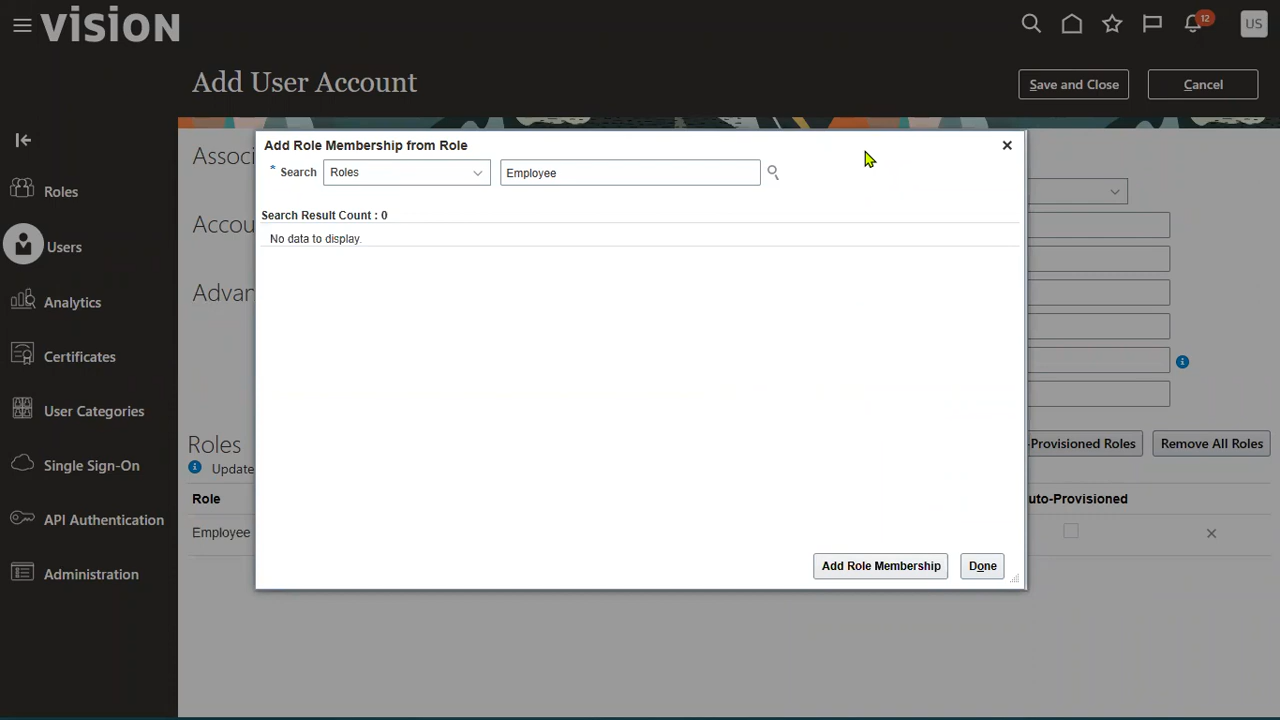 vision
12
US
Add User Account
Save and Close
Cancel
Roles
Users
Analytics
Certificates
User Categories
Single Sign-On
API Authentication
Administration
Associ
Accou
Advan
Add Role Membership from Role
* Search
Roles
Employee
Search Result Count : 0
No data to display.
Add Role Membership
Done
Roles
-Provisioned Roles
Remove All Roles
Update
Role
uto-Provisioned
Employee